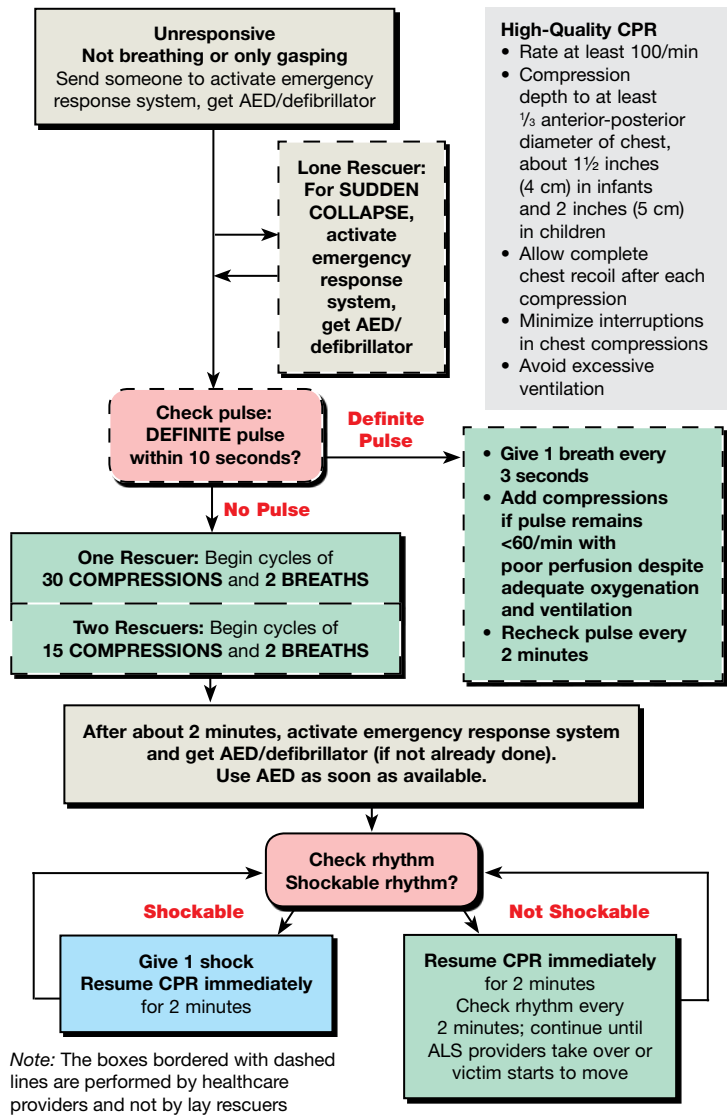 Unresponsive
Not breathing or only gasping
Send someone to activate emergency
response system, get AED/defibrillator
High-Quality CPR
• Rate at least 100/min
• Compression
depth to at least
⅓ anterior-posterior
diameter of chest,
about 1½ inches
(4 cm) in infants
and 2 inches (5 cm)
in children
• Allow complete
chest recoil after each
compression
• Minimize interruptions
in chest compressions
• Avoid excessive
ventilation
Lone Rescuer:
For SUDDEN
COLLAPSE,
activate
emergency
response
system,
get AED/
defibrillator
Check pulse:
DEFINITE pulse
within 10 seconds?
Definite
Pulse
• Give 1 breath every
3 seconds
• Add compressions
if pulse remains
<60/min with
poor perfusion despite
adequate oxygenation
and ventilation
• Recheck pulse every
2 minutes
No Pulse
One Rescuer: Begin cycles of
30 COMPRESSIONS and 2 BREATHS
Two Rescuers: Begin cycles of
15 COMPRESSIONS and 2 BREATHS
After about 2 minutes, activate emergency response system
and get AED/defibrillator (if not already done).
Use AED as soon as available.
Check rhythm
Shockable rhythm?
Shockable
Not Shockable
Give 1 shock
Resume CPR immediately
for 2 minutes
Resume CPR immediately
for 2 minutes
Check rhythm every
2 minutes; continue until
ALS providers take over or
victim starts to move
Note: The boxes bordered with dashed
lines are performed by healthcare
providers and not by lay rescuers